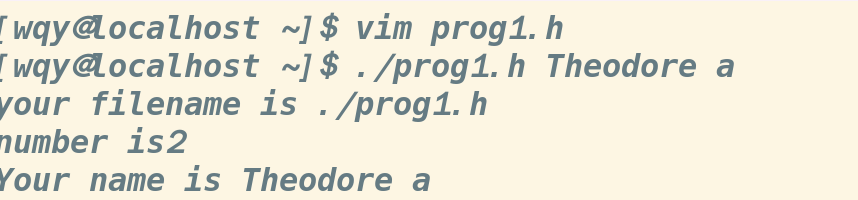 [wqy@localhost ~]$ vim prog1.h
[wqy@localhost ~]$ ./prog1.h Theodore a
your filename is ./prog1.h
number is2
Your name is Theodore a